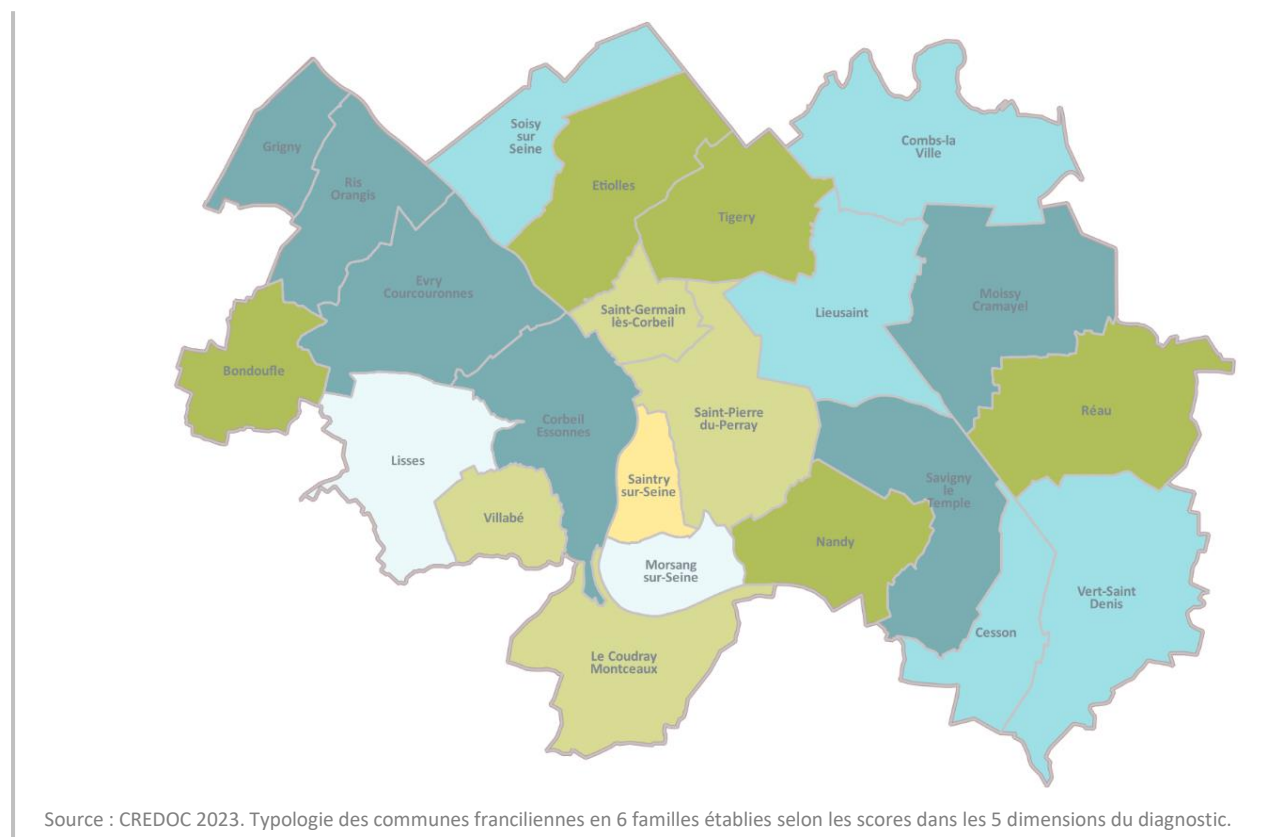 Soisy
sur
Seine
Combs-la
Ville
Grigny
Ris
Orangis
Etiolles
Tigery
Evry
Courcouronnes
Saint-Germain
lès-Corbeil
Lieusaint
Moissy
Cramayel
Bondoufle
Corbeil
Essonnes
Saint-Pierre
du-Perray
Réau
Lisses
Saintry
sur-Seine
Savigny
le
Temple
Villabé
Nandy
Morsang
sur-Seine
Vert-Saint
Denis
Cesson
Le Coudray
Montceaux
Source : CREDOC 2023. Typologie des communes franciliennes en 6 familles établies selon les scores dans les 5 dimensions du diagnostic.